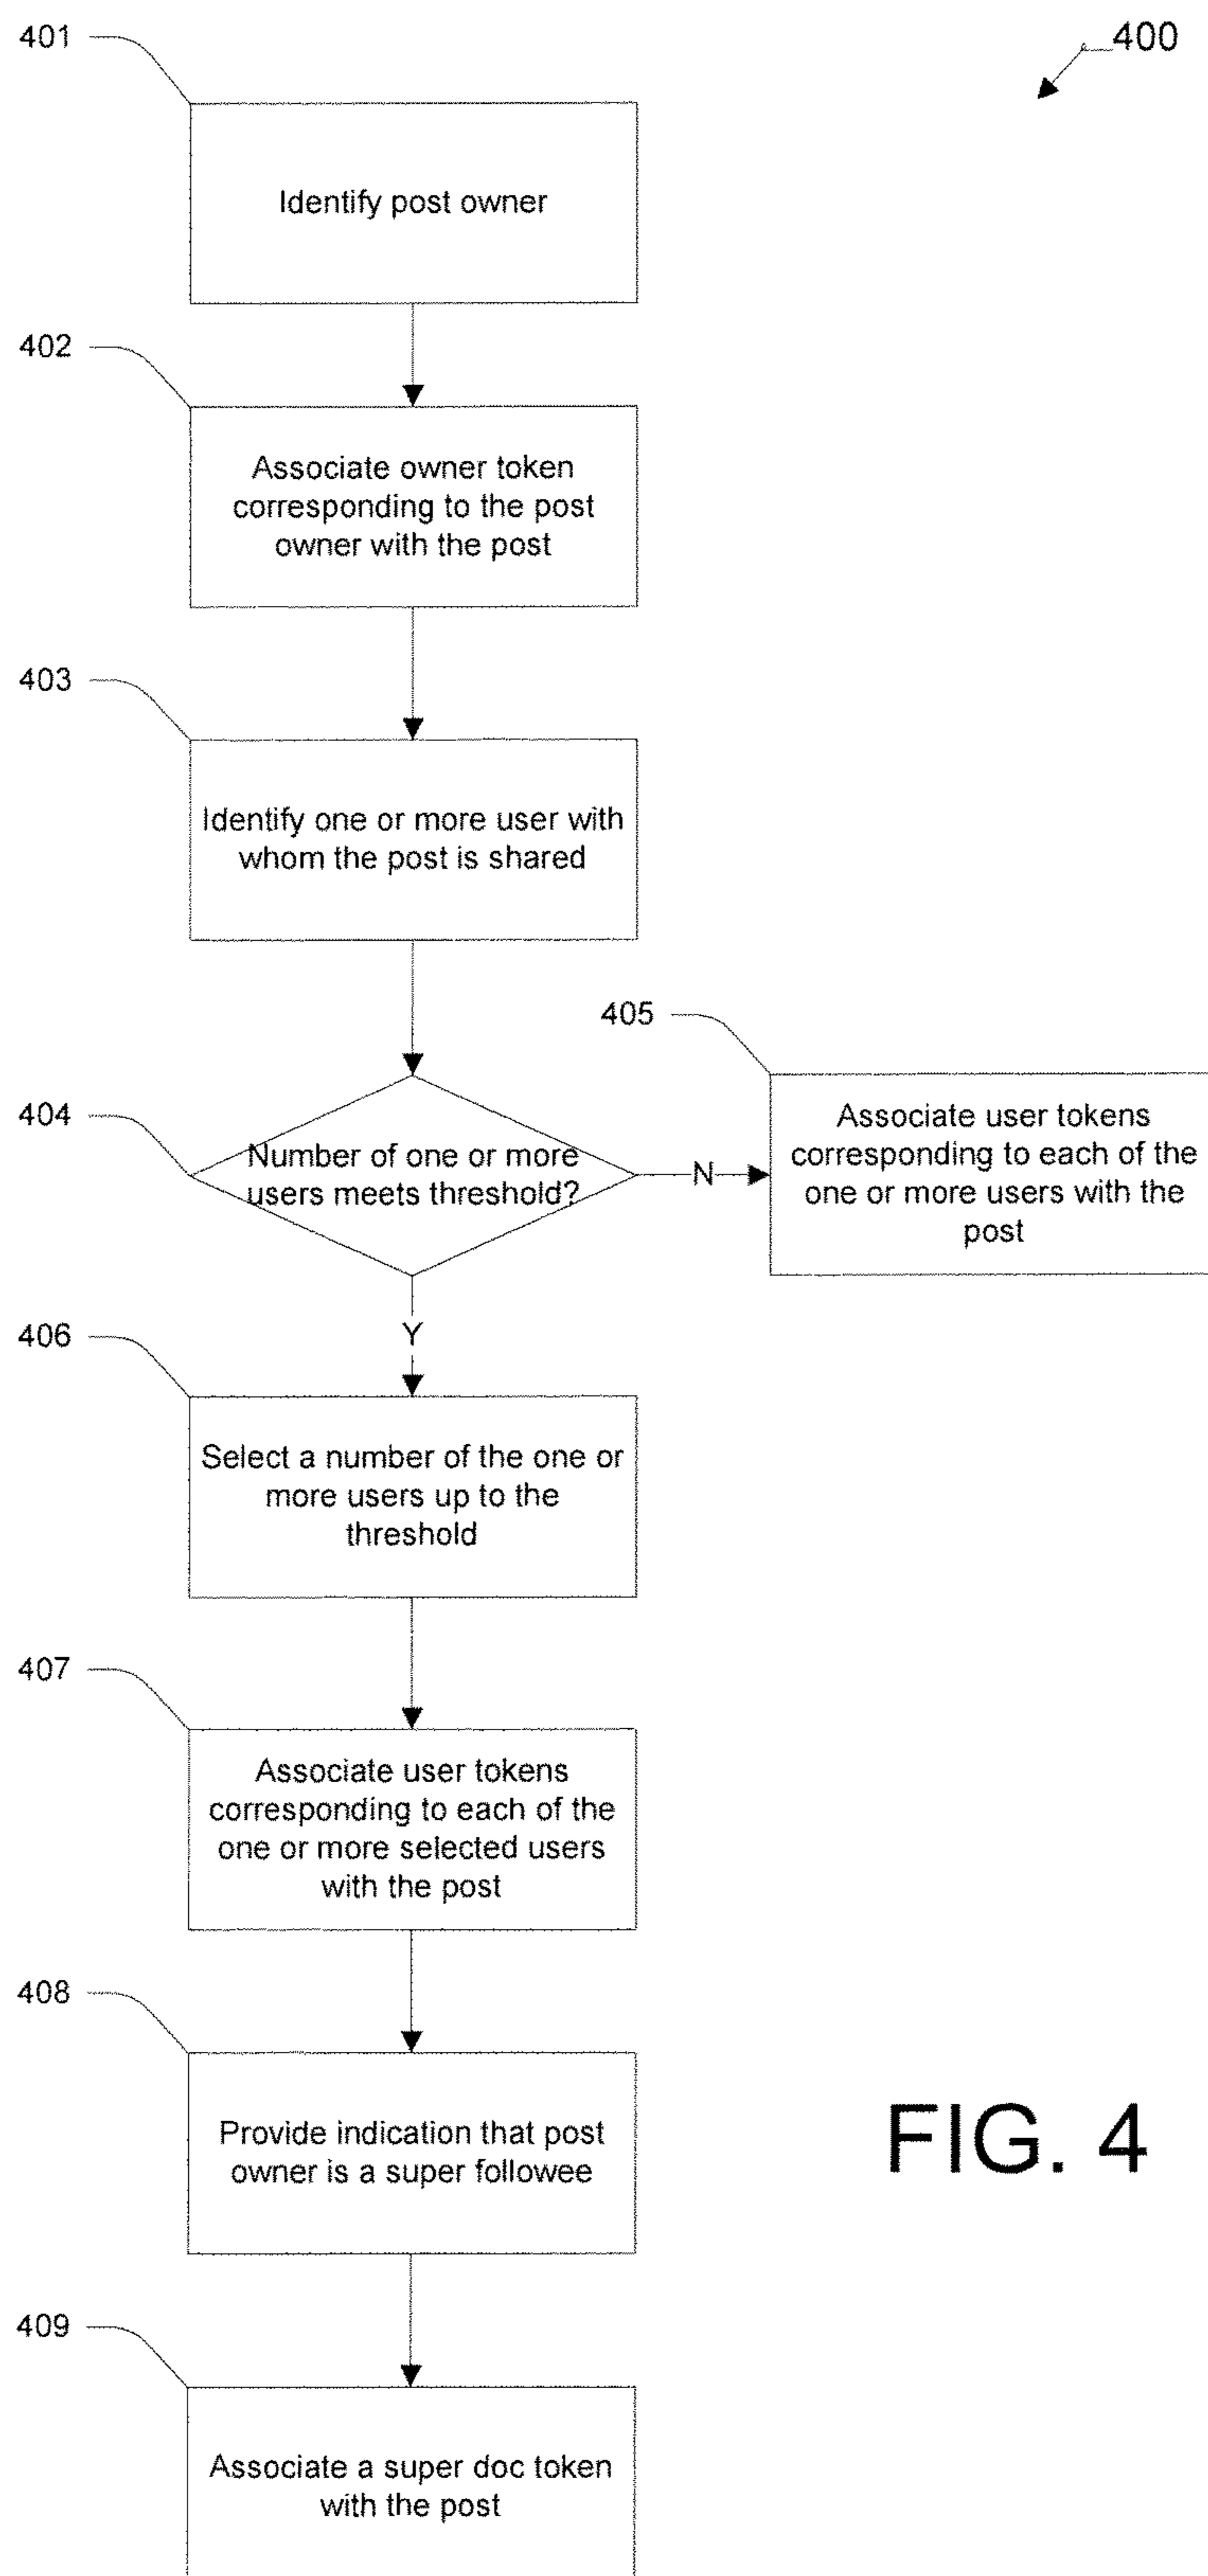 401
400
Identify post owner
402
Associate owner token
corresponding to the post
owner with the post
403
Identify one or more user with
whom the post is shared
404
Number of one or more
users meets threshold?
N
405
Associate user tokens
corresponding to each of the
one or more users with the
post
Y
406
Select a number of the one or
more users up to the
threshold
407
Associate user tokens
corresponding to each of the
one or more selected users
with the post
408
Provide indication that post
owner is a super followee
FIG. 4
409
Associate a super doc token
with the post